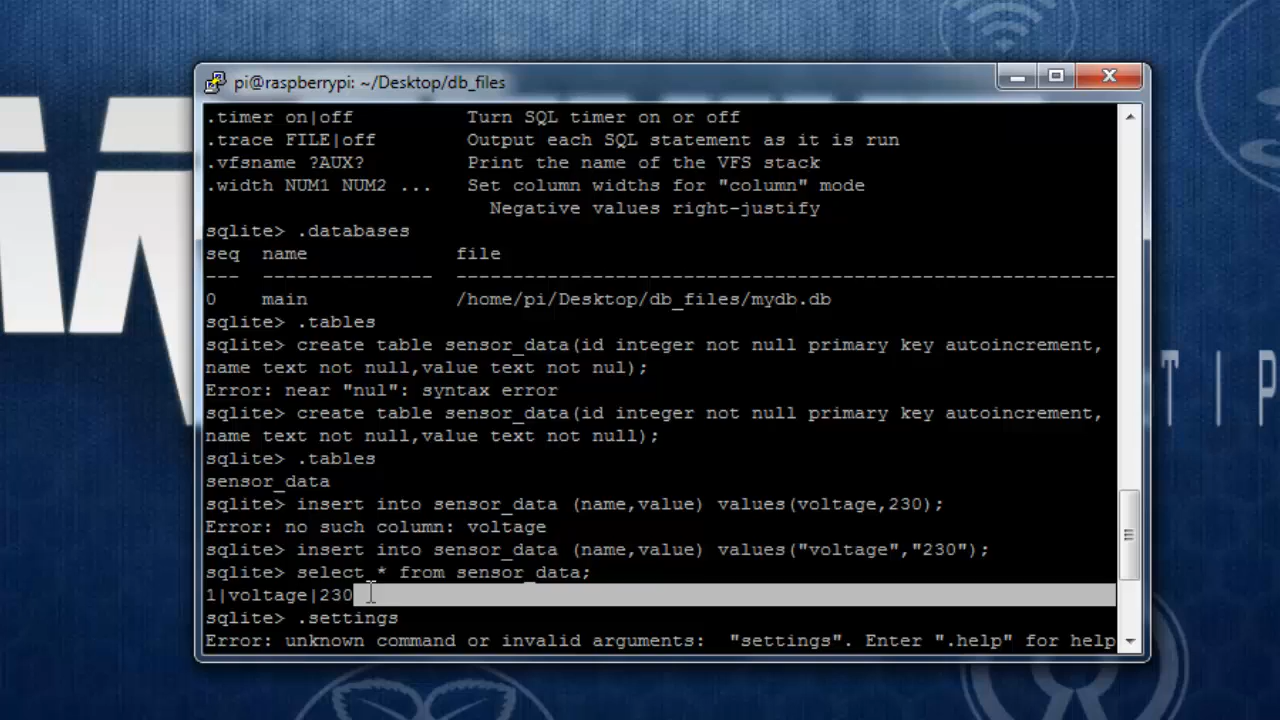 pi@raspberrypi: ~/Desktop/db_files
.timer on|off Turn SQL timer on or off
.trace FILE|off Output each SQL statement as it is run
.vfsname ?AUX? Print the name of the VFS stack
.width NUM1 NUM2 ... Set column widths for "column" mode
Negative values right-justify
sqlite> .databases
seq name file
--- --------------- ----------------------------------------------------------
0 main /home/pi/Desktop/db_files/mydb.db
sqlite> .tables
sqlite> create table sensor_data(id integer not null primary key autoincrement,
name text not null,value text not nul);
Error: near "nul": syntax error
sqlite> create table sensor_data(id integer not null primary key autoincrement,
name text not null,value text not null);
sqlite> .tables
sensor_data
sqlite> insert into sensor_data (name,value) values(voltage,230);
Error: no such column: voltage
sqlite> insert into sensor_data (name,value) values("voltage","230");
sqlite> select * from sensor_data;
1|voltage|230
sqlite> .settings
Error: unknown command or invalid arguments: "settings". Enter ".help" for help
TIP